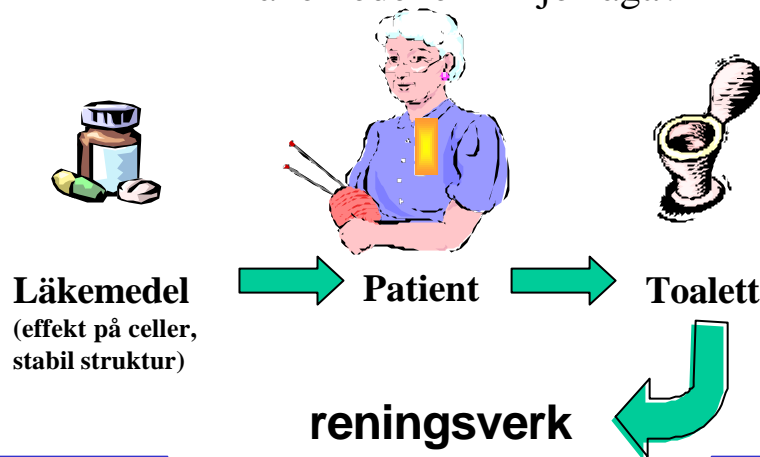 Läkemedel
(effekt på celler,
stabil struktur)
Patient
Toalett
reningsverk